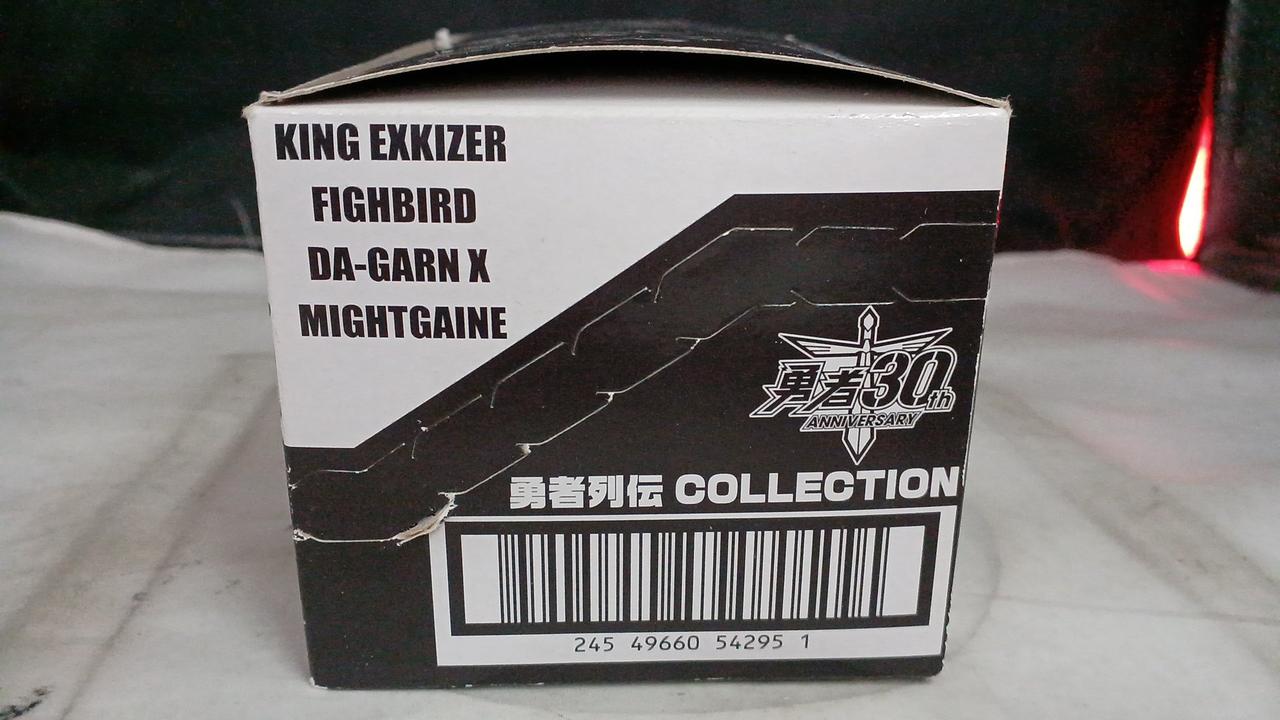 KING EXKIZER
FIGHBIRD
DA-GARN X
MIGHTGAINE
勇者30th
ANNIVERSARY
勇者列伝 COLLECTION
245 49660 54295 1